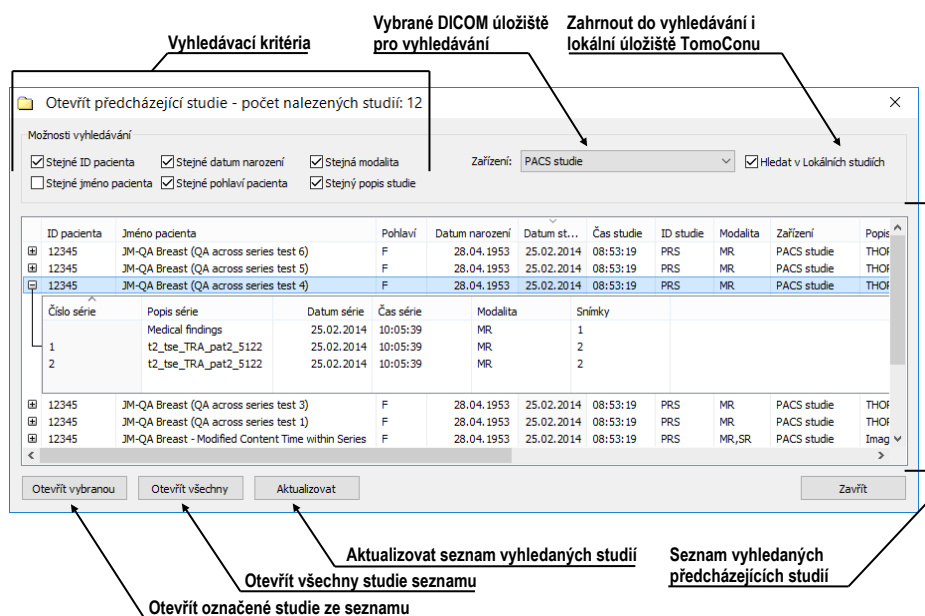 Vybrané DICOM úložiště
pro vyhledávání
Zahrnout do vyhledávání i
lokální úložiště TomoConu
Vyhledávací kritéria
Otevřít předcházející studie - počet nalezených studií: 12
Možnosti vyhledávání
Stejné ID pacienta Stejné datum narození Stejná modalita Zařízení: PACS studie Hledat v Lokálních studiích
Stejné jméno pacienta Stejné pohlaví pacienta Stejný popis studie
ID pacienta Jméno pacienta Pohlaví Datum narození Datum st... Čas studie ID studie Modalita Zařízení Popis
12345 JM-QA Breast (QA across series test 6) F 28.04.1953 25.02.2014 08:53:19 PRS MR PACS studie THOF
12345 JM-QA Breast (QA across series test 5) F 28.04.1953 25.02.2014 08:53:19 PRS MR PACS studie THOF
12345 JM-QA Breast (QA across series test 4) F 28.04.1953 25.02.2014 08:53:19 PRS MR PACS studie THOF
Číslo série Popis série Datum série Čas série Modalita Snímky
Medical findings 25.02.2014 10:05:39 MR 1
1 t2_tse_TRA_pat2_5122 25.02.2014 10:05:39 MR 2
2 t2_tse_TRA_pat2_5122 25.02.2014 10:05:39 MR 2
12345 JM-QA Breast (QA across series test 3) F 28.04.1953 25.02.2014 08:53:19 PRS MR PACS studie THOF
12345 JM-QA Breast (QA across series test 1) F 28.04.1953 25.02.2014 08:53:19 PRS MR PACS studie THOF
12345 JM-QA Breast - Modified Content Time within Series F 28.04.1953 25.02.2014 08:53:19 PRS MR,SR PACS studie Imag
Otevřít vybranou Otevřít všechny Aktualizovat Zavřít
Aktualizovat seznam vyhledaných studií
Seznam vyhledaných
předcházejících studií
Otevřít všechny studie seznamu
Otevřít označené studie ze seznamu